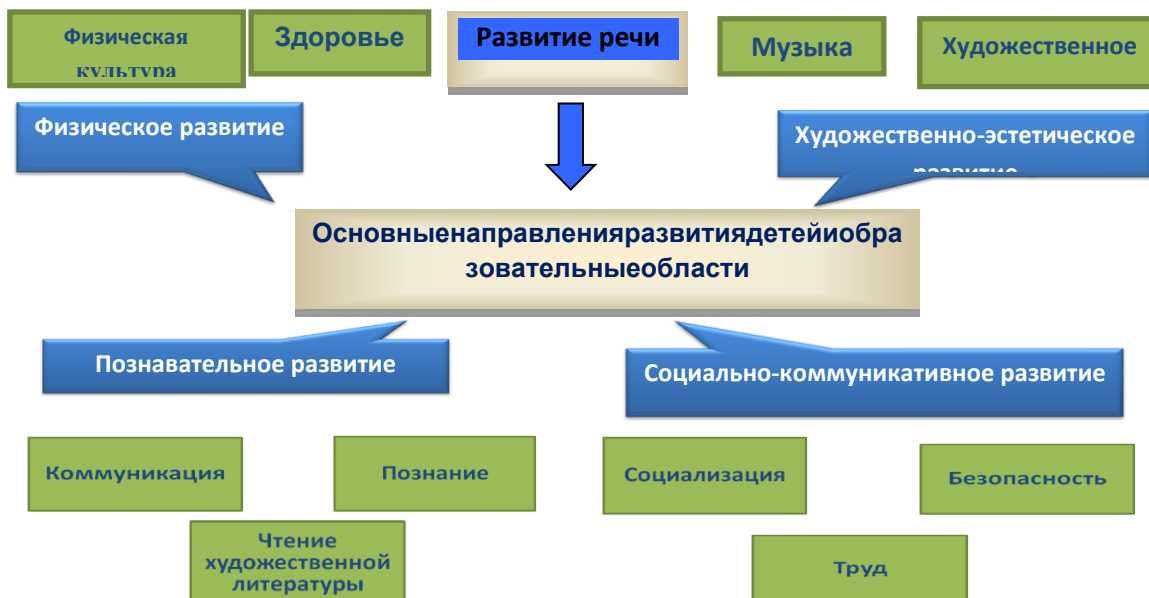 Физическая
культура
Здоровье
Развитие речи
Музыка
Художественное
Физическое развитие
Художественно-эстетическое
развитие
Основныенаправленияразвитиядетейиобра
зовательныеобласти
Познавательное развитие
Социально-коммуникативное развитие
Коммуникация
Познание
Социализация
Безопасность
Чтение
художественной
литературы
Труд